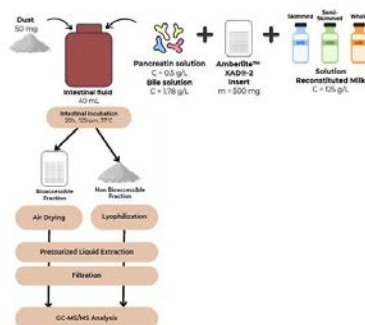 Dust
50 mg
Intestinal fluid
40 mL
Intestinal Incubation
20h, 125rpm, 37°C
Pancreatin solution
C = 0.5 g/L
Bile solution
C = 1.78 g/L
+
Amberlite™
XAD®-2
Insert
m = 500 mg
+
Skimmed
Semi-
Skimmed
Whole
Solution
Reconstituted Milk
C = 125 g/L
Bioaccessible
Fraction
Non Bioaccessible
Fraction
Air Drying
Lyophilization
Pressurized Liquid Extraction
Filtration
GC-MS/MS Analysis